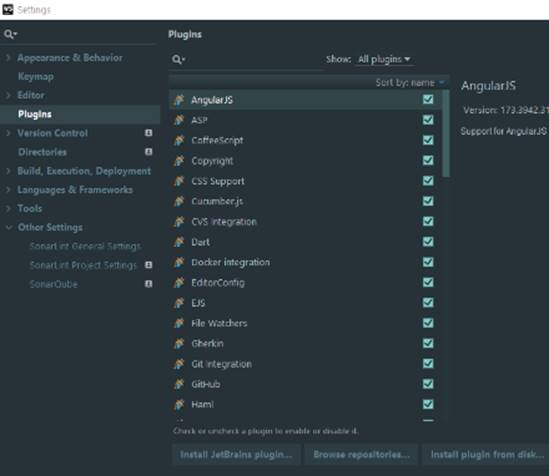 WS Settings
Plugins
Show: All plugins
Sort by: name
Appearance & Behavior
Keymap
Editor
Plugins
Version Control
Directories
Build, Execution, Deployment
Languages & Frameworks
Tools
Other Settings
SonarLint General Settings
SonarLint Project Settings
SonarQube
AngularJS
ASP
CoffeeScript
Copyright
CSS Support
Cucumber.js
CVS Integration
Dart
Docker integration
EditorConfig
EJS
File Watchers
Gherkin
Git Integration
GitHub
Haml
AngularJS
Version: 173.3942.31
Support for AngularJS
Check or uncheck a plugin to enable or disable it.
Install JetBrains plugin...
Browse repositories...
Install plugin from disk...